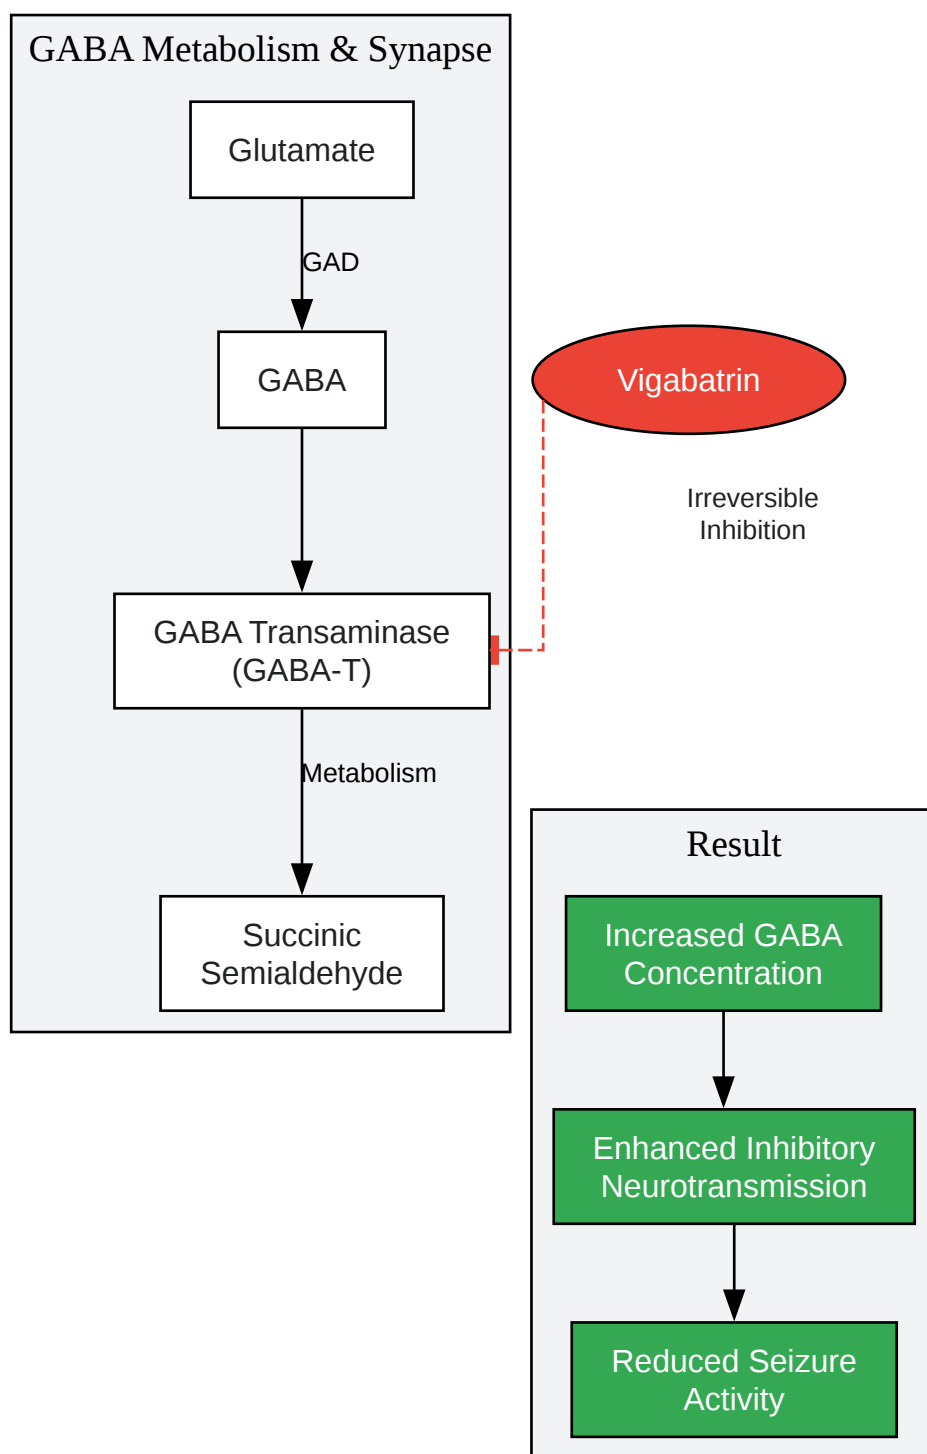 GABA Metabolism & Synapse
Glutamate
GAD
GABA
Vigabatrin
Irreversible
Inhibition
GABA Transaminase
(GABA-T)
Metabolism
Succinic
Semialdehyde
Result
Increased GABA
Concentration
Enhanced Inhibitory
Neurotransmission
Reduced Seizure
Activity